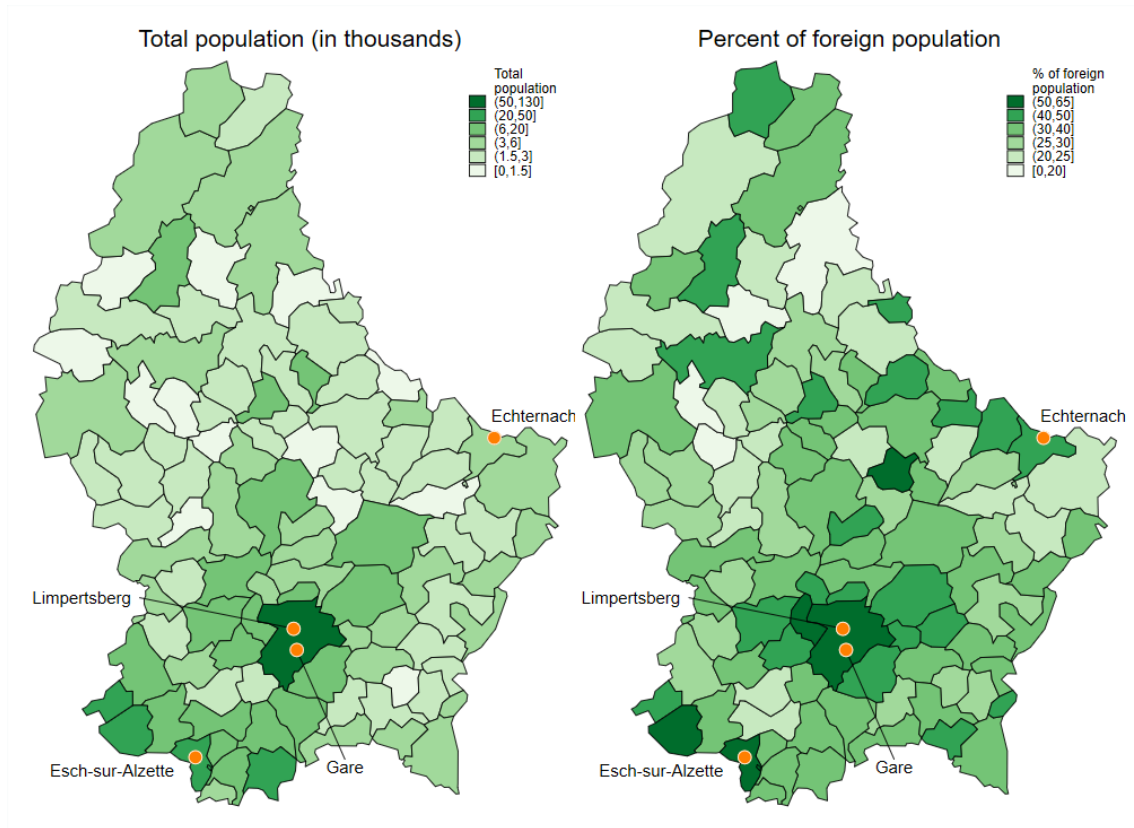 Total population (in thousands)
Total
population
(50,130]
(20,50]
(6,20]
(3,6]
(1.5,3]
[0,1.5]
Echternach
Limpertsberg
Esch-sur-Alzette
Gare
Percent of foreign population
% of foreign
population
(50,65]
(40,50]
(30,40]
(25,30]
(20,25]
[0,20]
Echternach
Limpertsberg
Esch-sur-Alzette
Gare